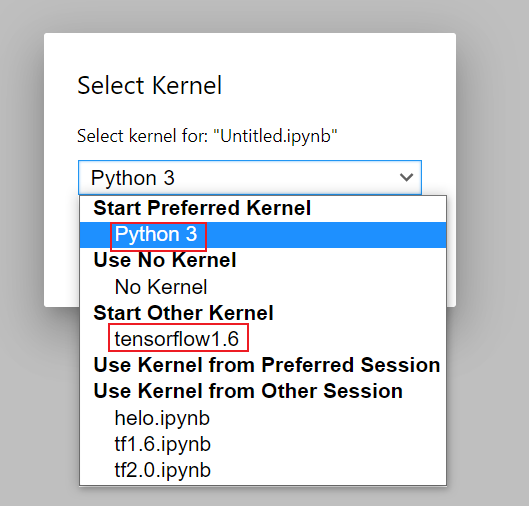 Select Kernel
Select kernel for: "Untitled.ipynb"
Python 3
Start Preferred Kernel
Python 3
Use No Kernel
No Kernel
Start Other Kernel
tensorflow1.6
Use Kernel from Preferred Session
Use Kernel from Other Session
helo.ipynb
tf1.6.ipynb
tf2.0.ipynb